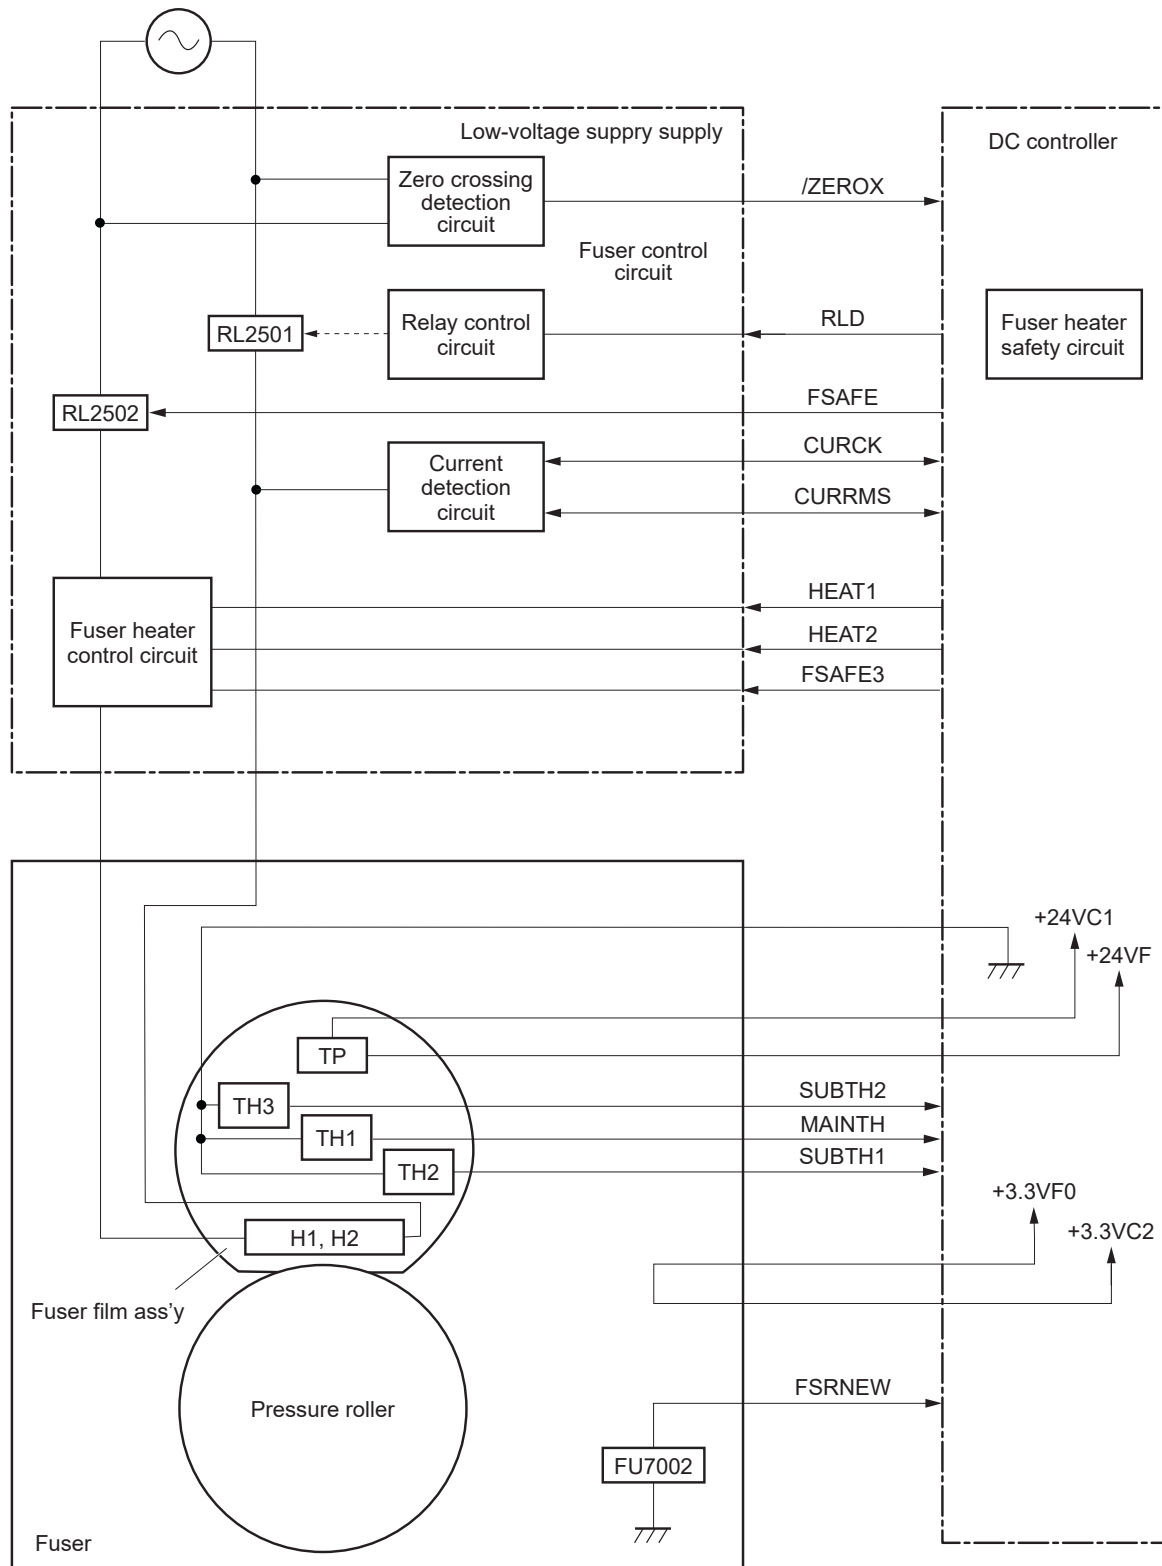 Low-voltage suppry supply
DC controller
Zero crossing
detection
circuit
/ZEROX
Fuser control
circuit
RL2501
Relay control
circuit
RLD
Fuser heater
safety circuit
RL2502
FSAFE
Current
detection
circuit
CURCK
CURRMS
Fuser heater
control circuit
HEAT1
HEAT2
FSAFE3
+24VC1
+24VF
TP
TH3
SUBTH2
TH1
MAINTH
TH2
SUBTH1
+3.3VF0
+3.3VC2
H1, H2
Fuser film ass’y
Pressure roller
FSRNEW
FU7002
Fuser